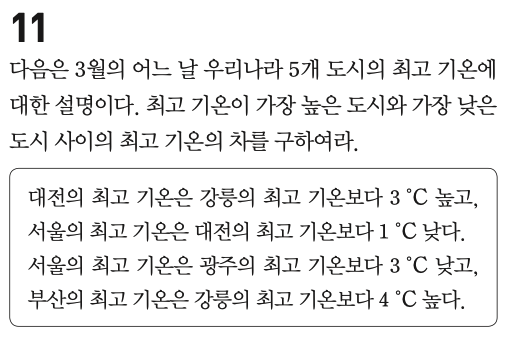 11
다음은 3월의 어느 날 우리나라 5개 도시의 최고 기온에
대한 설명이다. 최고 기온이 가장 높은 도시와 가장 낮은
도시 사이의 최고 기온의 차를 구하여라.
대전의 최고 기온은 강릉의 최고 기온보다 3 ℃ 높고,
서울의 최고 기온은 대전의 최고 기온보다 1 ℃ 낮다.
서울의 최고 기온은 광주의 최고 기온보다 3 ℃ 낮고,
부산의 최고 기온은 강릉의 최고 기온보다 4 ℃ 높다.